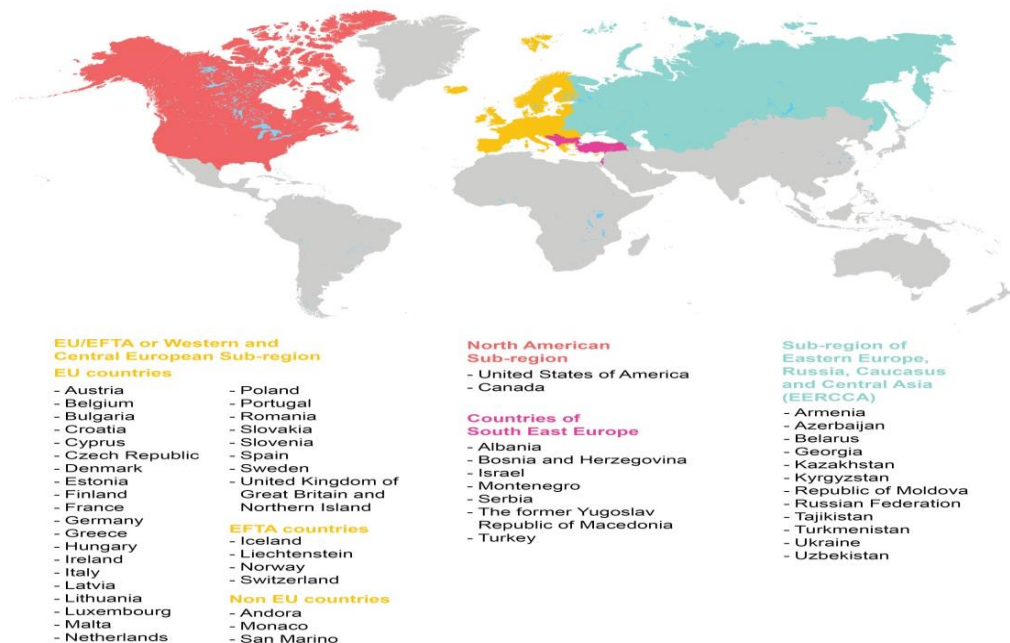 EU/EFTA or Western and
Central European Sub-region
EU countries
- Austria
- Belgium
- Bulgaria
- Croatia
- Cyprus
- Czech Republic
- Denmark
- Estonia
- Finland
- France
- Germany
- Greece
- Hungary
- Ireland
- Italy
- Latvia
- Lithuania
- Luxembourg
- Malta
- Netherlands
- Poland
- Portugal
- Romania
- Slovakia
- Slovenia
- Spain
- Sweden
- United Kingdom of
Great Britain and
Northern Island
EFTA countries
- Iceland
- Liechtenstein
- Norway
- Switzerland
Non EU countries
- Andora
- Monaco
- San Marino
North American
Sub-region
- United States of America
- Canada
Countries of
South East Europe
- Albania
- Bosnia and Herzegovina
- Israel
- Montenegro
- Serbia
- The former Yugoslav
Republic of Macedonia
- Turkey
Sub-region of
Eastern Europe,
Russia, Caucasus
and Central Asia
(EERCCA)
- Armenia
- Azerbaijan
- Belarus
- Georgia
- Kazakhstan
- Kyrgyzstan
- Republic of Moldova
- Russian Federation
- Tajikistan
- Turkmenistan
- Ukraine
- Uzbekistan